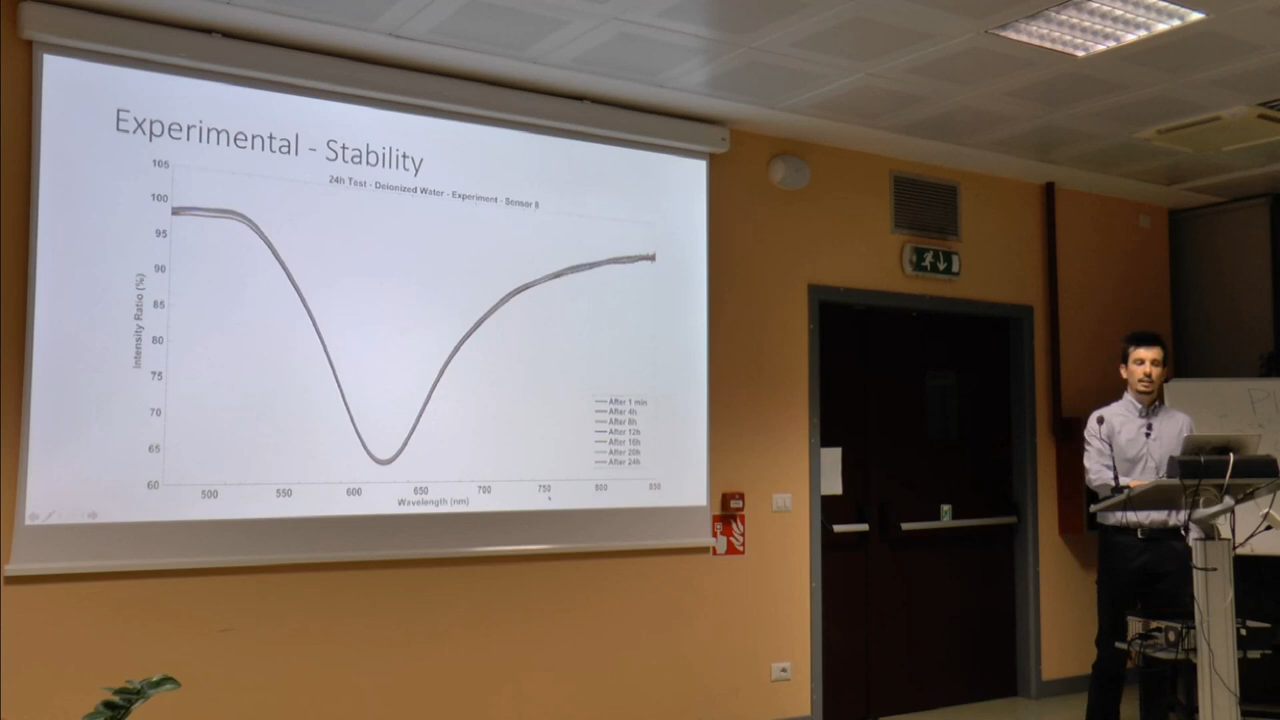 Experimental - Stability
24h Test - Deionized Water - Experiment - Sensor 8
105
100
95
90
85
80
75
70
65
60
Intensity Ratio (%)
500 550 600 650 700 750 800 850
Wavelength (nm)
After 1 min
After 4h
After 8h
After 12h
After 16h
After 20h
After 24h